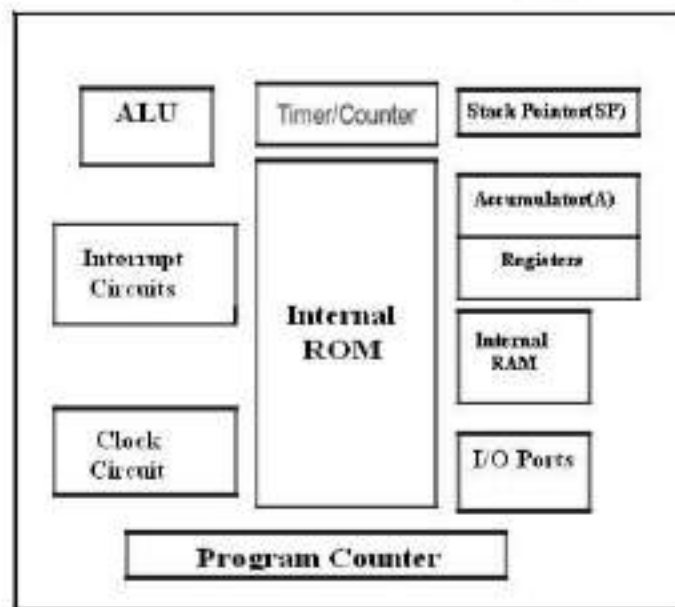 ALU
Timer/Counter
Stack Pointer(SP)
Accumulator(A)
Registers
Interrupt
Circuits
Internal
ROM
Internal
RAM
Clock
Circuit
I/O Ports
Program Counter